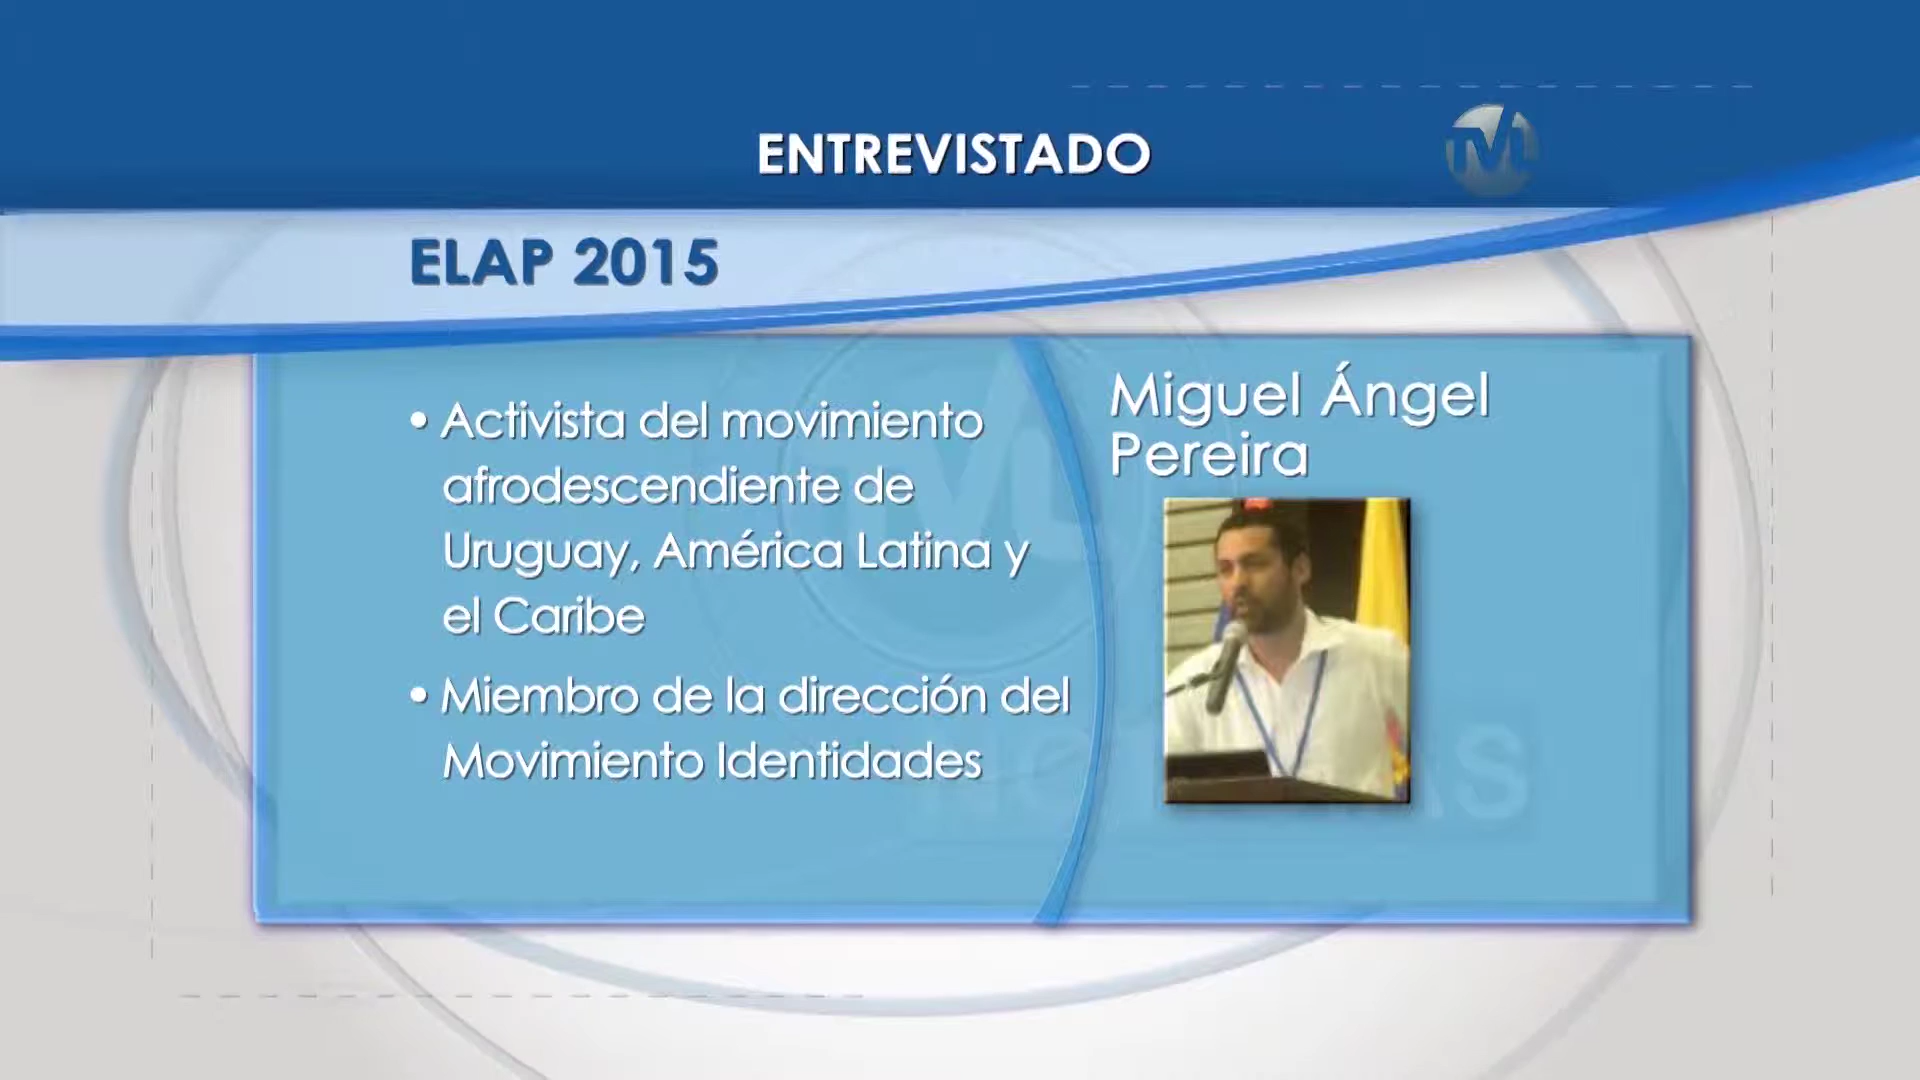 ENTREVISTADO
TVM
ELAP 2015
• Activista del movimiento
afrodescendiente de
Uruguay, América Latina y
el Caribe
• Miembro de la dirección del
Movimiento Identidades
Miguel Ángel
Pereira